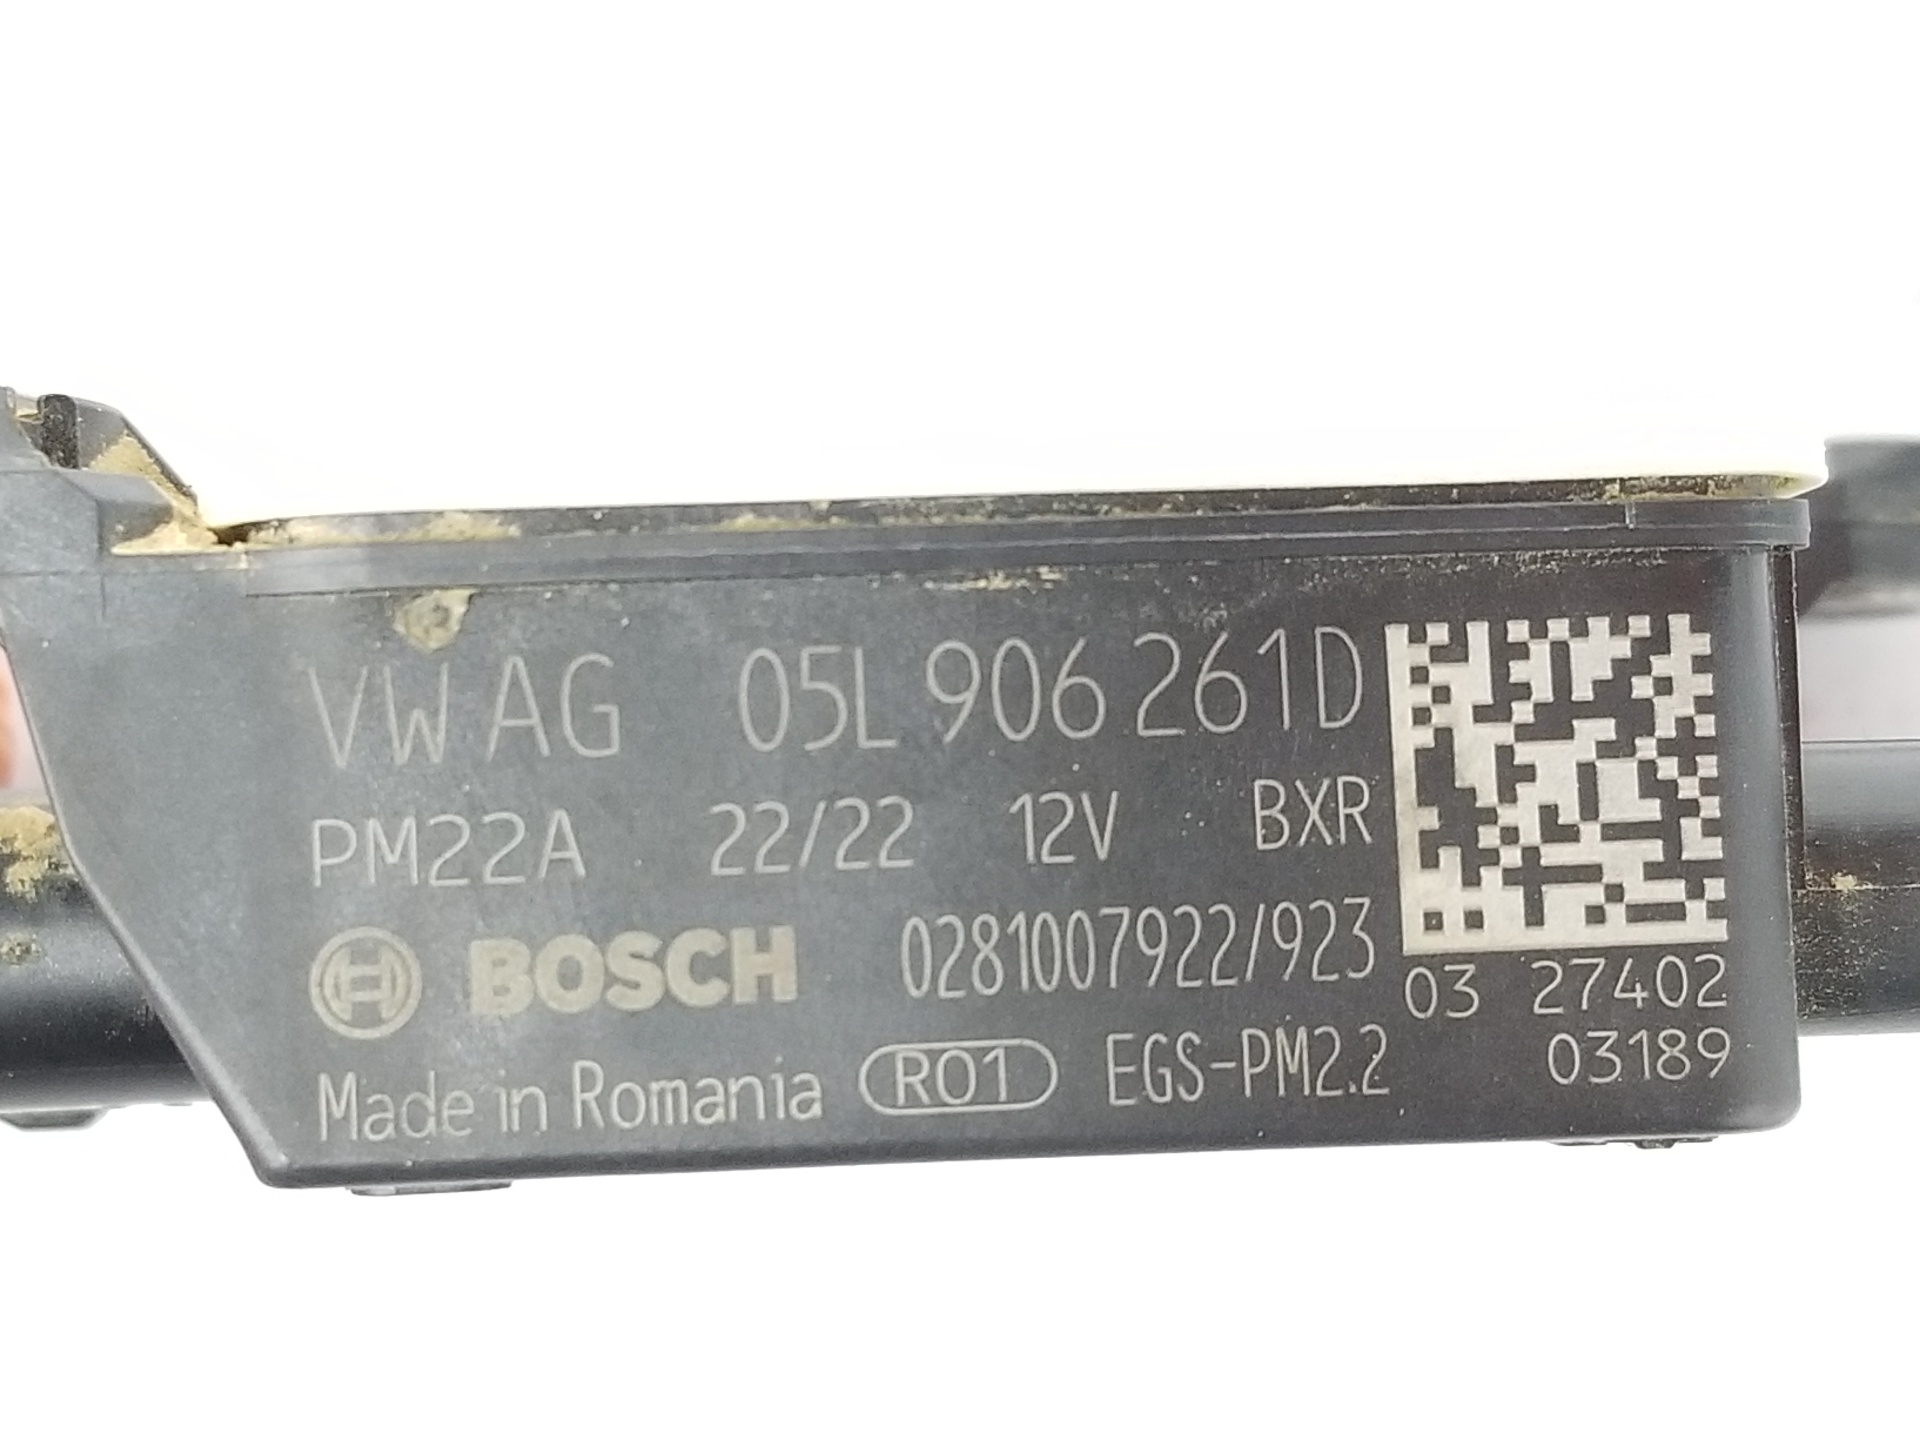 VW AG 05L 906 261D
PM22A 22/22 12V BXR
BOSCH 0281007922/923
Made in Romania R01 EGS-PM2.2
03 27402
03189